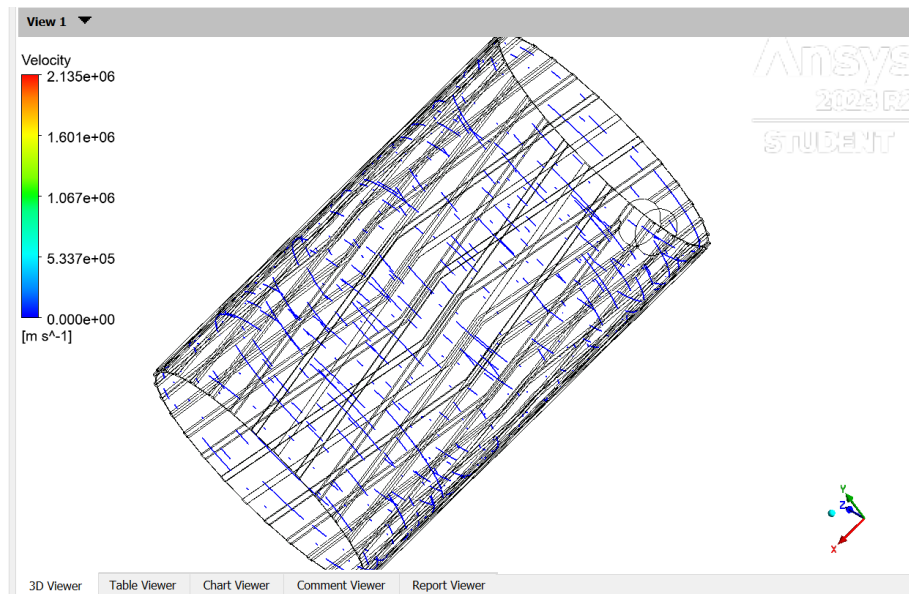 View 1
Velocity
2.135e+06
1.601e+06
1.067e+06
5.337e+05
0.000e+00
[m s^-1]
Ansys
2023 R2
STUDENT
Y
Z
X
3D Viewer Table Viewer Chart Viewer Comment Viewer Report Viewer